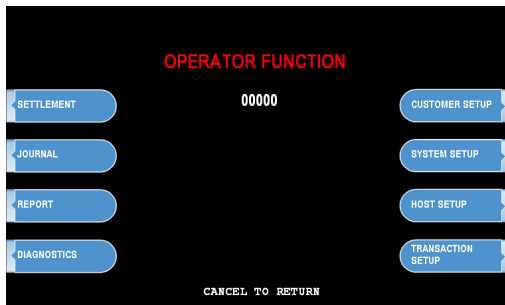 OPERATOR FUNCTION
00000
SETTLEMENT
CUSTOMER SETUP
JOURNAL
SYSTEM SETUP
REPORT
HOST SETUP
DIAGNOSTICS
TRANSACTION
SETUP
CANCEL TO RETURN